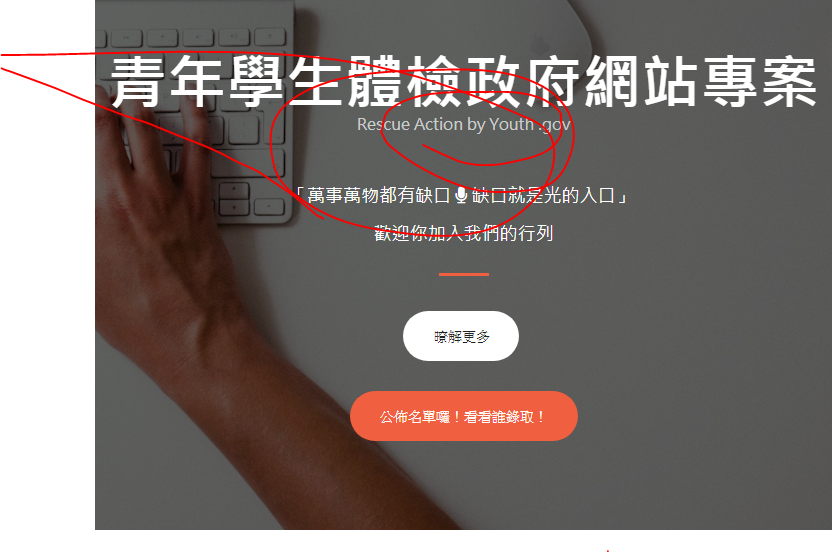 青年學生體檢政府網站專案
Rescue Action by Youth .gov
「萬事萬物都有缺口 缺口就是光的入口」
歡迎你加入我們的行列
暸解更多
公佈名單囉！看看誰錄取！